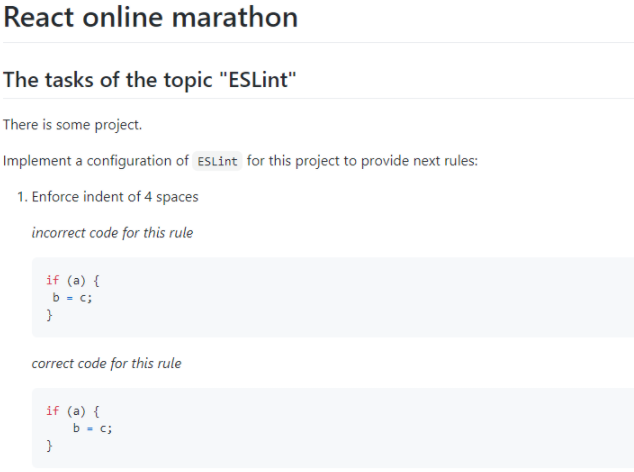 React online marathon
The tasks of the topic "ESLint"
There is some project.
Implement a configuration of ESLint for this project to provide next rules:
1. Enforce indent of 4 spaces
incorrect code for this rule
if (a) {
 b = c;
}
correct code for this rule
if (a) {
    b = c;
}